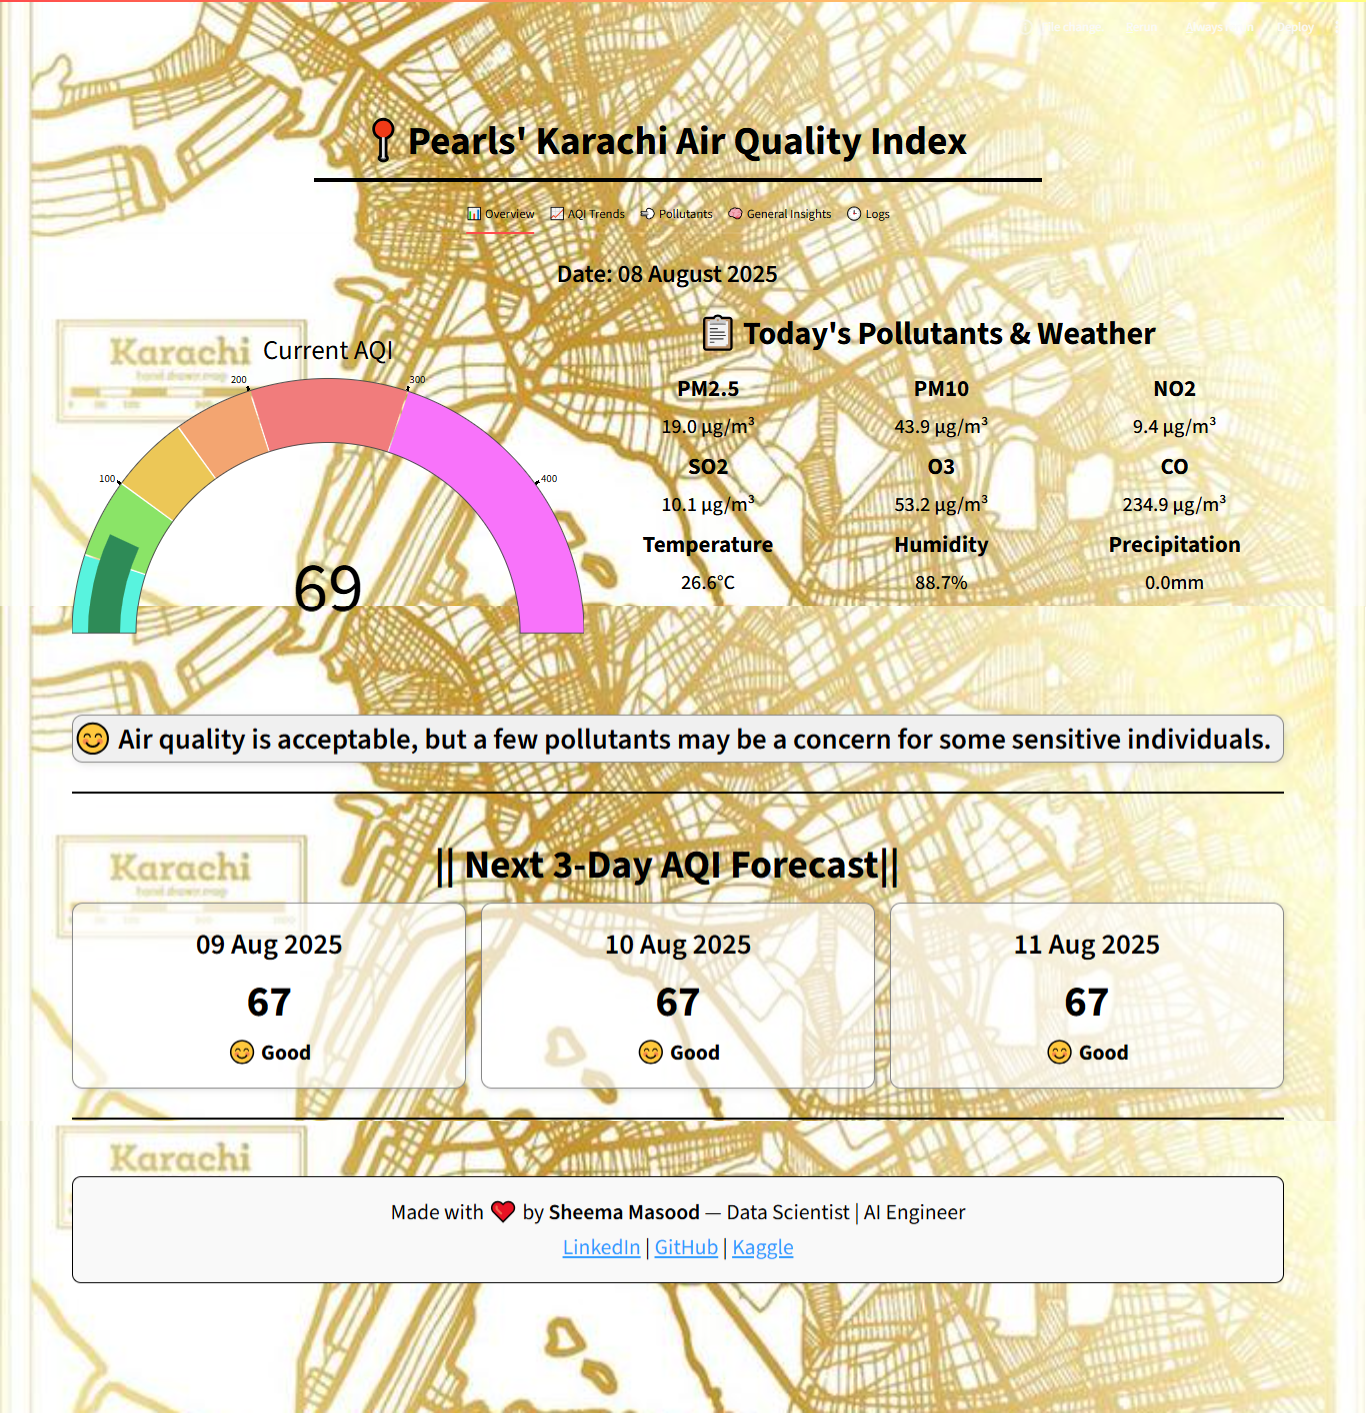 📍 Pearls' Karachi Air Quality Index
📊 Overview 📈 AQI Trends 💨 Pollutants 🧠 General Insights 🕒 Logs
Date: 08 August 2025
Karachi
hand drawn map
Current AQI
100
200
300
400
69
📋 Today's Pollutants & Weather
PM2.5 PM10 NO2
19.0 µg/m³ 43.9 µg/m³ 9.4 µg/m³
SO2 O3 CO
10.1 µg/m³ 53.2 µg/m³ 234.9 µg/m³
Temperature Humidity Precipitation
26.6°C 88.7% 0.0mm
😊 Air quality is acceptable, but a few pollutants may be a concern for some sensitive individuals.
|| Next 3-Day AQI Forecast||
Karachi
hand drawn map
09 Aug 2025 10 Aug 2025 11 Aug 2025
67 67 67
😊 Good 😊 Good 😊 Good
Karachi
Made with ❤️ by Sheema Masood — Data Scientist | AI Engineer
LinkedIn | GitHub | Kaggle